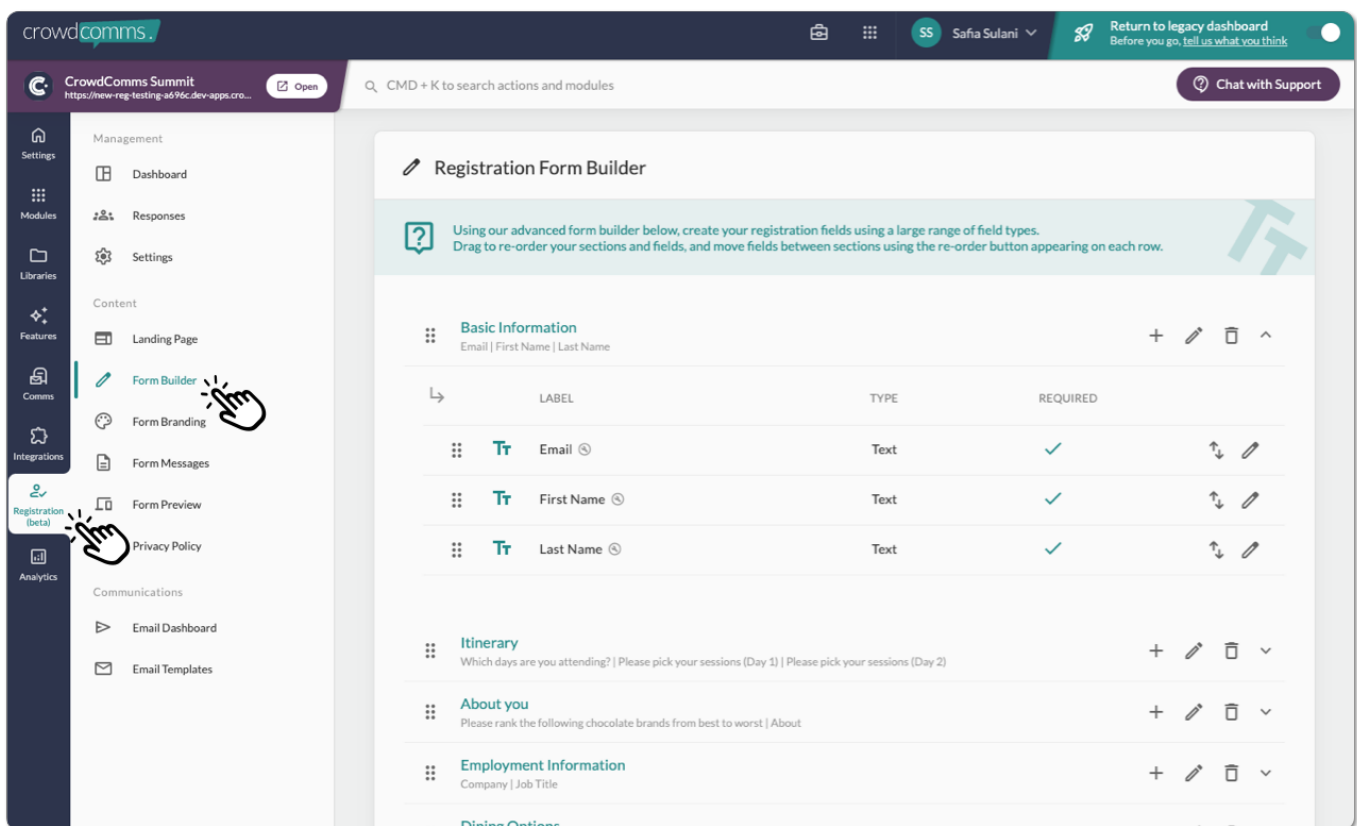 crowdcomms.
SS
Safia Sulani
Return to legacy dashboard
Before you go, tell us what you think
C
CrowdComms Summit
https://new-reg-testing-a696c.dev-apps.cro...
Open
CMD + K to search actions and modules
Chat with Support
Settings
Modules
Libraries
Features
Comms
Integrations
Registration
(beta)
Analytics
Management
Dashboard
Responses
Settings
Content
Landing Page
Form Builder
Form Branding
Form Messages
Form Preview
Privacy Policy
Communications
Email Dashboard
Email Templates
Registration Form Builder
Using our advanced form builder below, create your registration fields using a large range of field types.
Drag to re-order your sections and fields, and move fields between sections using the re-order button appearing on each row.
Basic Information
Email | First Name | Last Name
LABEL TYPE REQUIRED
Email Text
First Name Text
Last Name Text
Itinerary
Which days are you attending? | Please pick your sessions (Day 1) | Please pick your sessions (Day 2)
About you
Please rank the following chocolate brands from best to worst | About
Employment Information
Company | Job Title
Dining Options